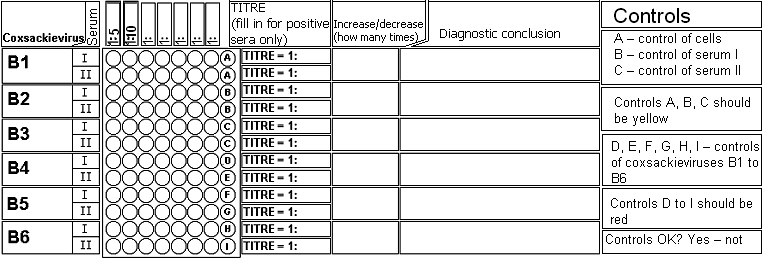 Coxsackievirus
Serum
1:5
1:10
1:
1:
1:
1:
1:
TITRE
(fill in for positive
sera only)
Increase/decrease
(how many times)
Diagnostic conclusion
B1
I
A
TITRE = 1:
II
A
TITRE = 1:
B2
I
B
TITRE = 1:
II
B
TITRE = 1:
B3
I
C
TITRE = 1:
II
C
TITRE = 1:
B4
I
D
TITRE = 1:
II
E
TITRE = 1:
B5
I
F
TITRE = 1:
II
G
TITRE = 1:
B6
I
H
TITRE = 1:
II
I
TITRE = 1:
Controls
A – control of cells
B – control of serum I
C – control of serum II
Controls A, B, C should
be yellow
D, E, F, G, H, I – controls
of coxsackieviruses B1 to
B6
Controls D to I should be
red
Controls OK? Yes – not